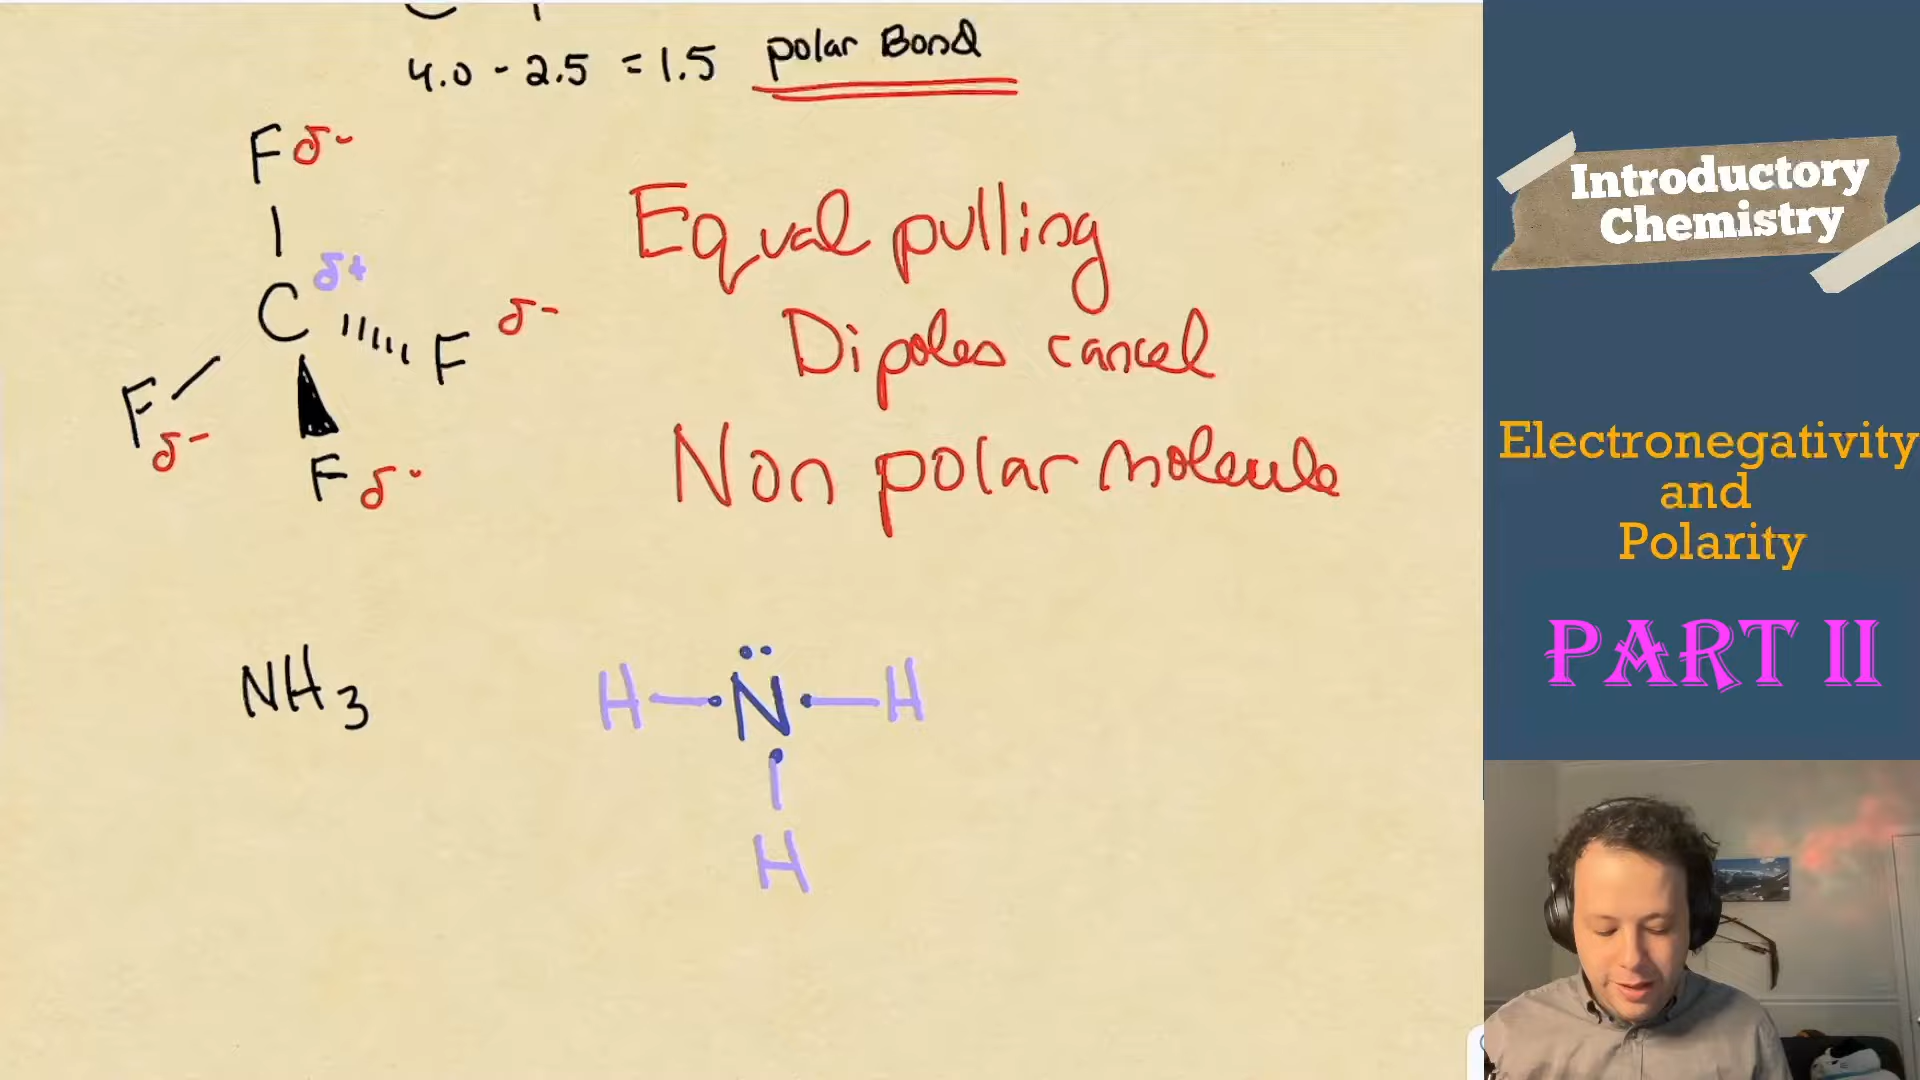 4.0 - 2.5 = 1.5 polar Bond
F δ-
C δ+
F δ-
F δ-
F δ-
Equal pulling
Dipoles cancel
Non polar molecule
NH3
H—N—H
H
Introductory
Chemistry
Electronegativity
and
Polarity
PART II